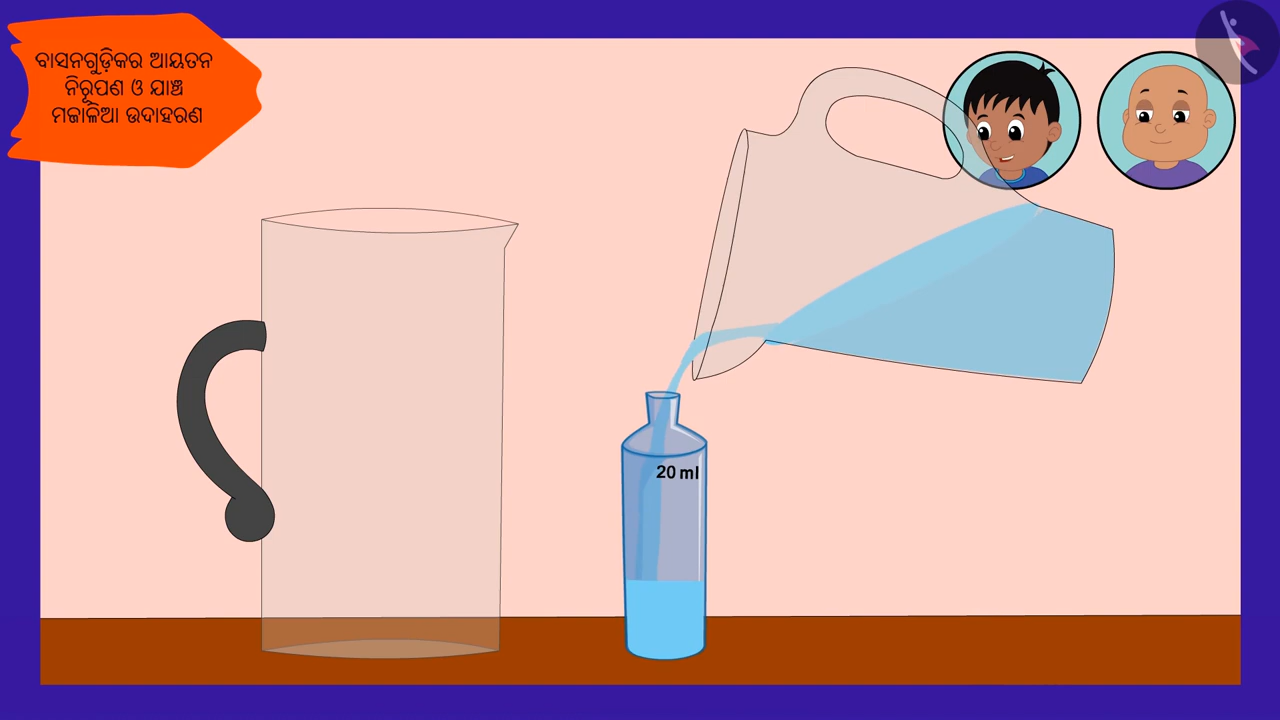 ବାସନଗୁଡ଼ିକର ଆୟତନ
ନିରୂପଣ ଓ ଯାଞ୍ଚ
ମଜାଳିଆ ଉଦାହରଣ
20 ml